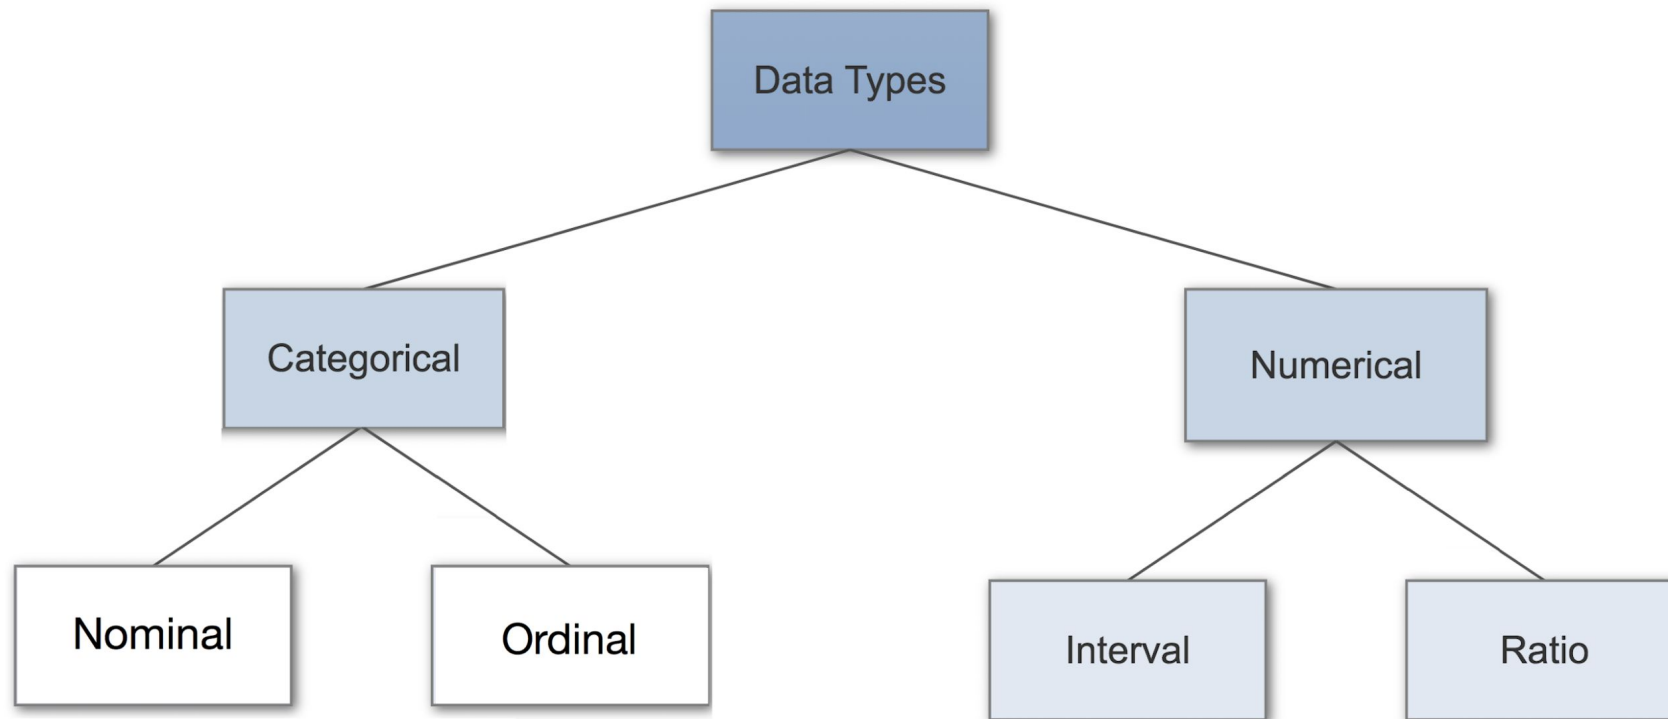 Data Types
Categorical
Numerical
Nominal
Ordinal
Interval
Ratio